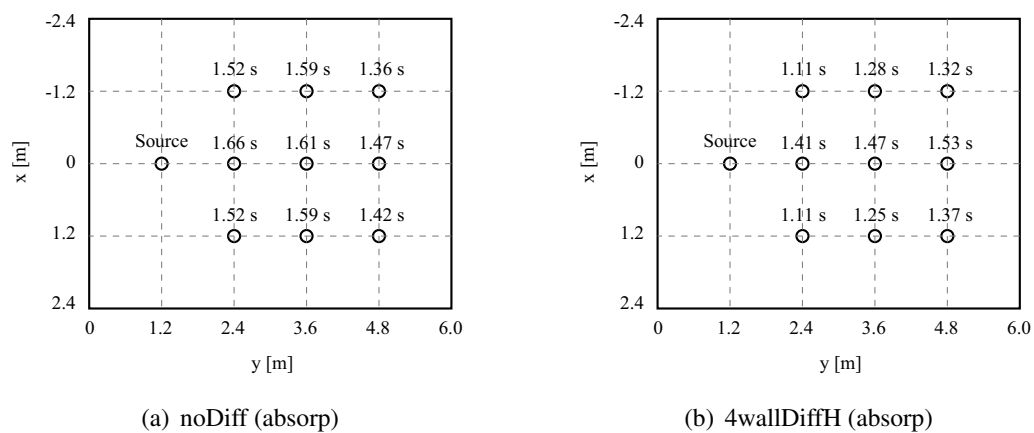 -2.4
1.52 s 1.59 s 1.36 s
-1.2
Source 1.66 s 1.61 s 1.47 s
0
x [m]
1.52 s 1.59 s 1.42 s
1.2
2.4
0 1.2 2.4 3.6 4.8 6.0
y [m]
(a) noDiff (absorp)
-2.4
1.11 s 1.28 s 1.32 s
-1.2
Source 1.41 s 1.47 s 1.53 s
0
x [m]
1.11 s 1.25 s 1.37 s
1.2
2.4
0 1.2 2.4 3.6 4.8 6.0
y [m]
(b) 4wallDiffH (absorp)